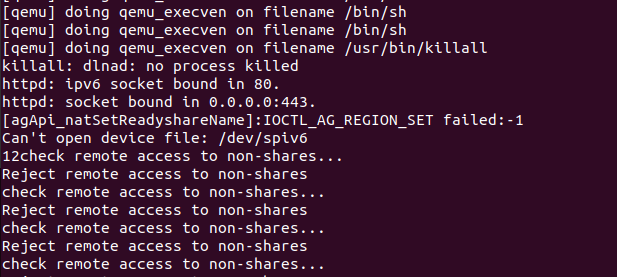 [qemu] doing qemu_execven on filename /bin/sh
[qemu] doing qemu_execven on filename /bin/sh
[qemu] doing qemu_execven on filename /usr/bin/killall
killall: dlnad: no process killed
httpd: ipv6 socket bound in 80.
httpd: socket bound in 0.0.0.0:443.
[agApi_natSetReadyshareName]:IOCTL_AG_REGION_SET failed:-1
Can't open device file: /dev/spiv6
12check remote access to non-shares...
Reject remote access to non-shares
check remote access to non-shares...
Reject remote access to non-shares
check remote access to non-shares...
Reject remote access to non-shares
check remote access to non-shares...